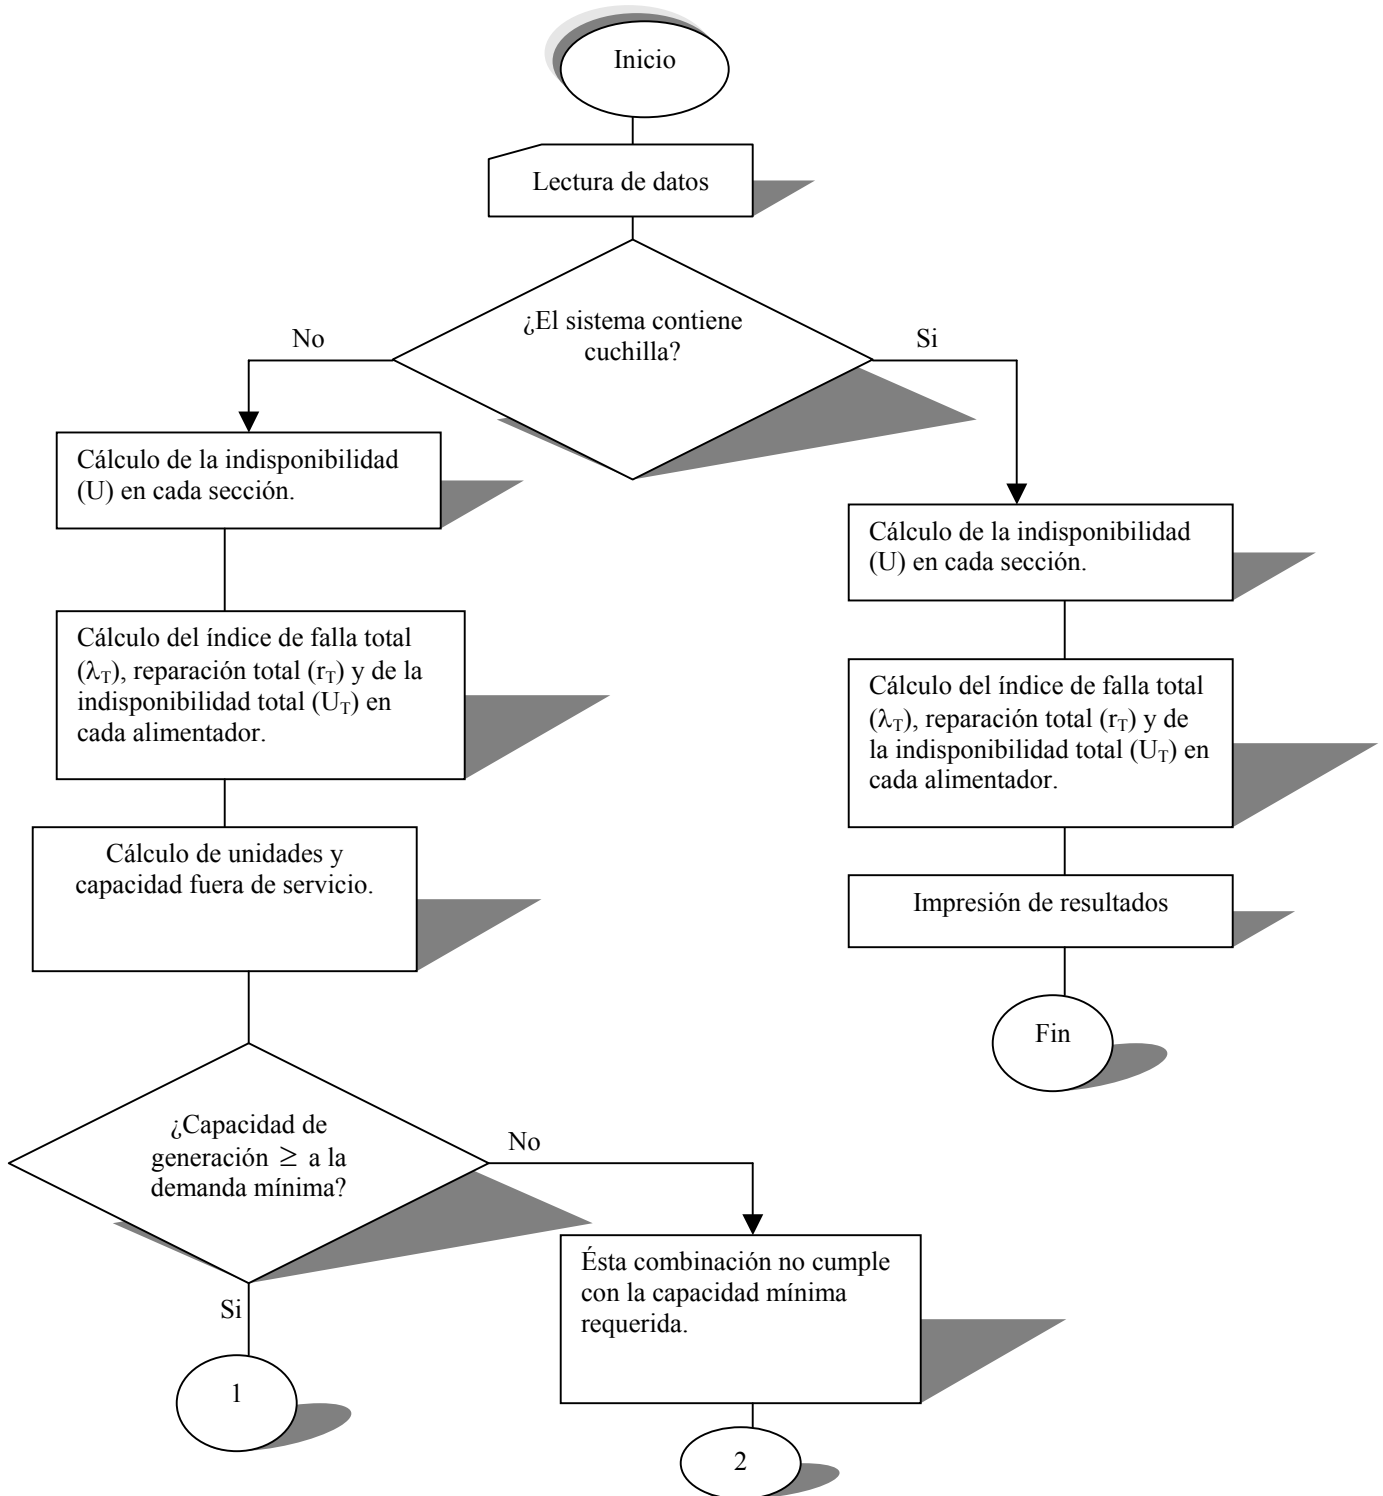 Inicio
Lectura de datos
¿El sistema contiene
cuchilla?
No
Si
Cálculo de la indisponibilidad
(U) en cada sección.
Cálculo del índice de falla total
(λT), reparación total (rT) y de la
indisponibilidad total (UT) en
cada alimentador.
Cálculo de unidades y
capacidad fuera de servicio.
Cálculo de la indisponibilidad
(U) en cada sección.
Cálculo del índice de falla total
(λT), reparación total (rT) y de
la indisponibilidad total (UT) en
cada alimentador.
Impresión de resultados
Fin
¿Capacidad de
generación ≥ a la
demanda mínima?
No
Si
Ésta combinación no cumple
con la capacidad mínima
requerida.
1
2